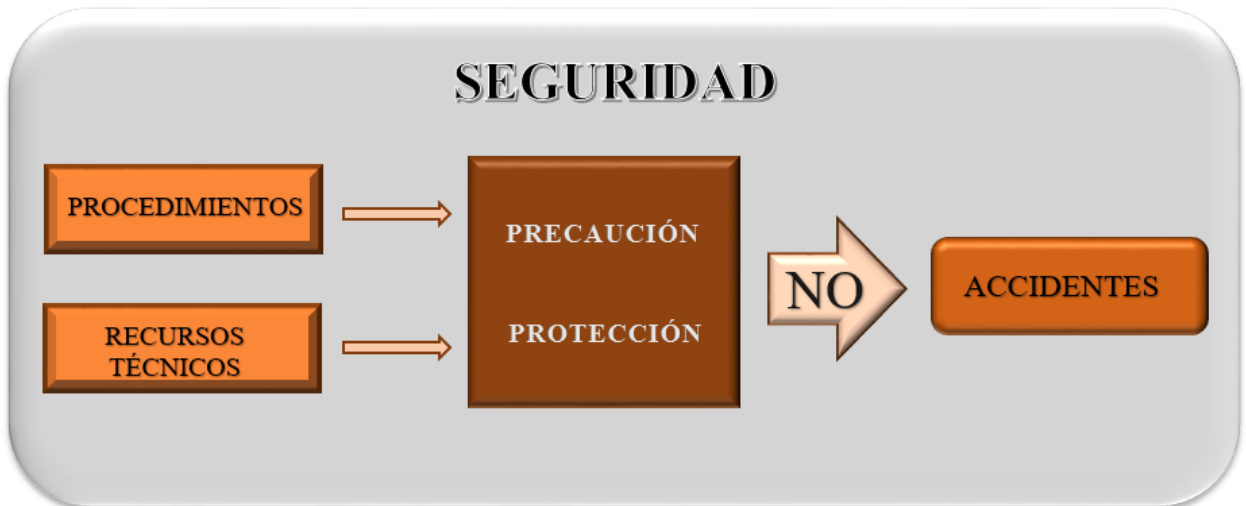 SEGURIDAD
PROCEDIMIENTOS
RECURSOS
TÉCNICOS
PRECAUCIÓN
PROTECCIÓN
NO
ACCIDENTES